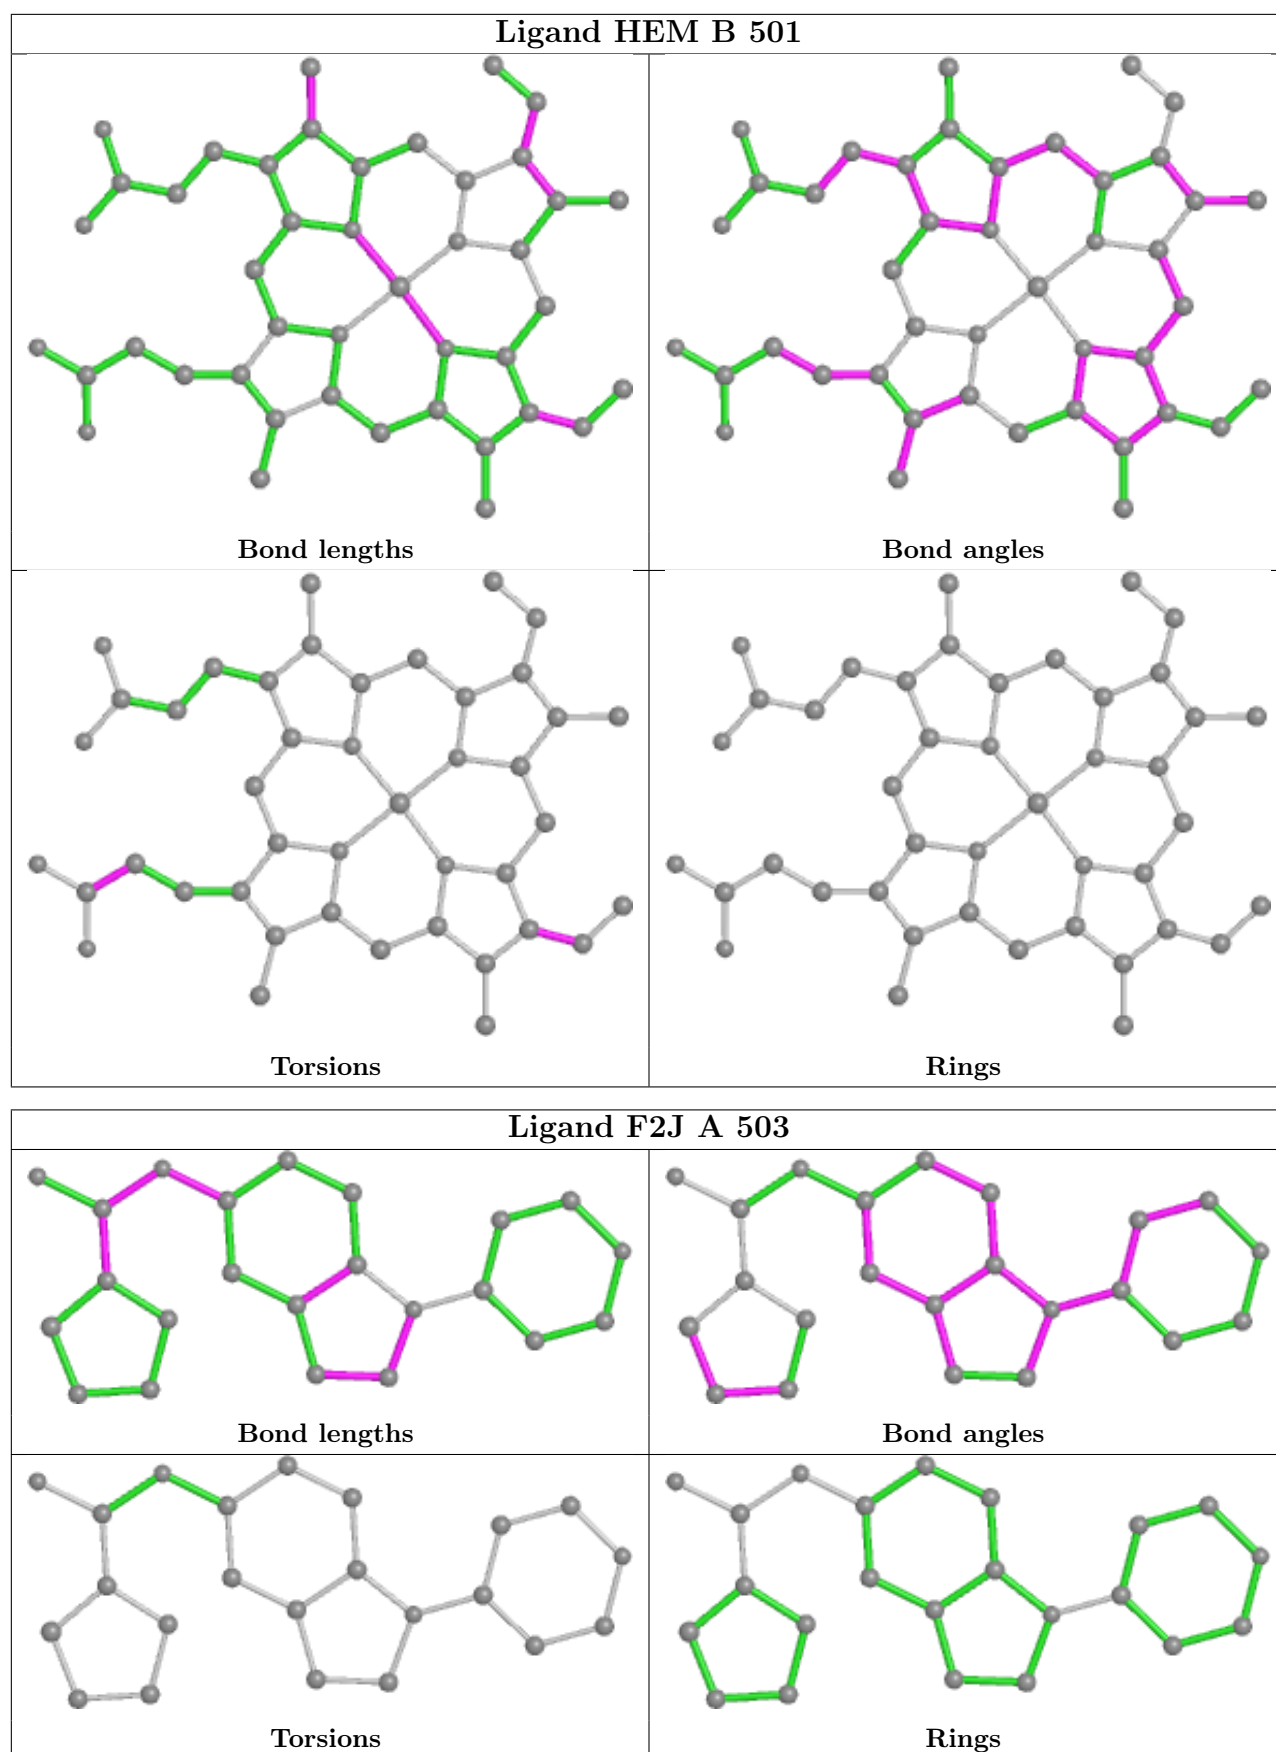 Ligand HEM B 501
Bond lengths
Bond angles
Torsions
Rings
Ligand F2J A 503
Bond lengths
Bond angles
Torsions
Rings